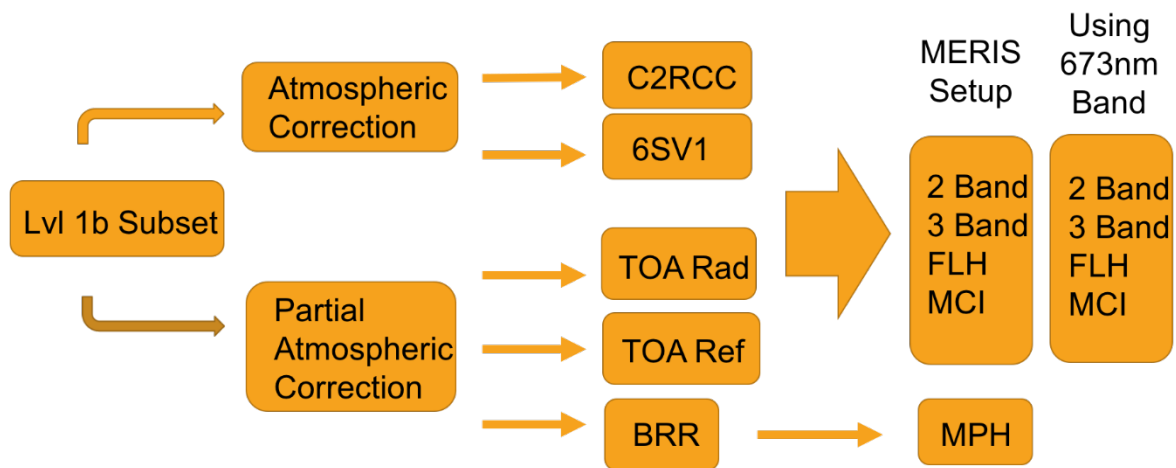 Lvl 1b Subset
Atmospheric
Correction
Partial
Atmospheric
Correction
C2RCC
6SV1
TOA Rad
TOA Ref
BRR
MERIS
Setup
2 Band
3 Band
FLH
MCI
Using
673nm
Band
2 Band
3 Band
FLH
MCI
MPH